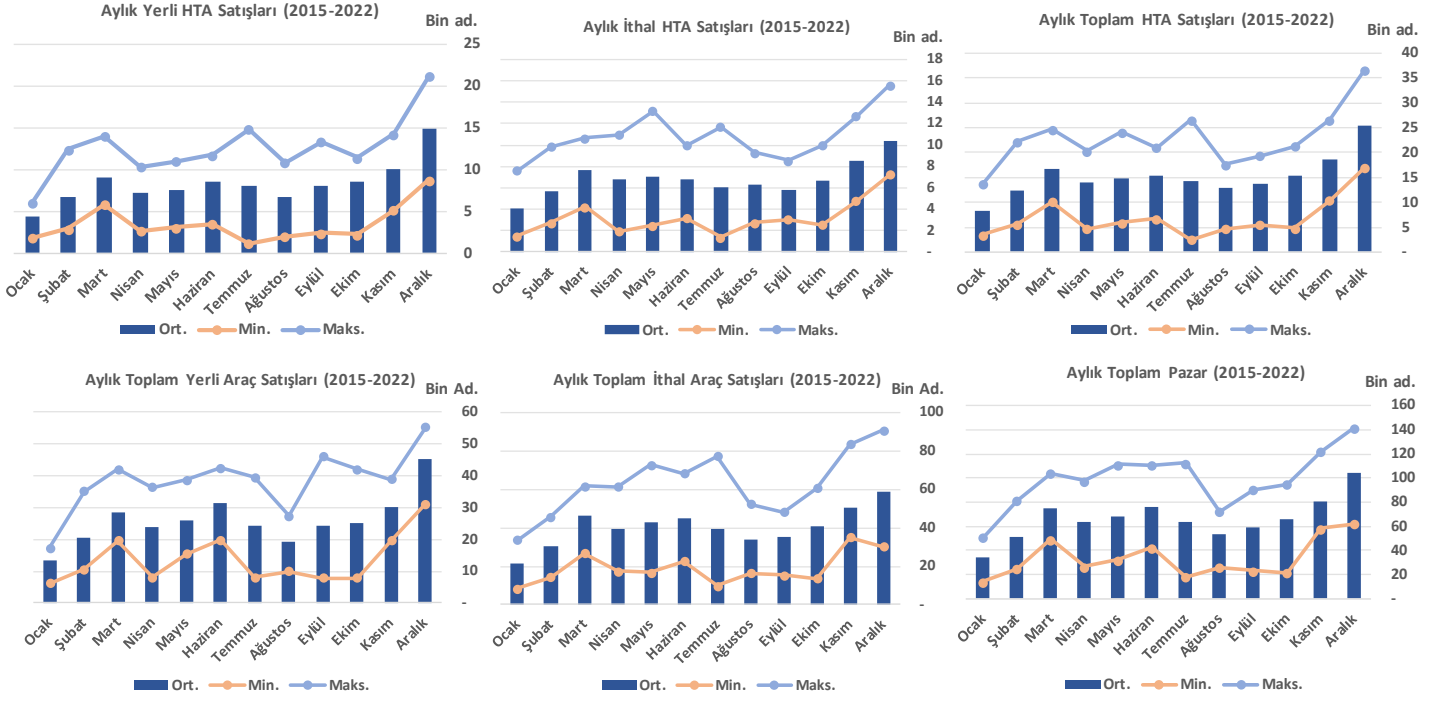 Aylık Yerli HTA Satışları (2015-2022)
Bin ad.
25
20
15
10
5
0
Ocak
Şubat
Mart
Nisan
Mayıs
Haziran
Temmuz
Ağustos
Eylül
Ekim
Kasım
Aralık
Ort. Min. Maks.
Aylık İthal HTA Satışları (2015-2022)
Bin ad.
18
16
14
12
10
8
6
4
2
-
Ocak
Şubat
Mart
Nisan
Mayıs
Haziran
Temmuz
Ağustos
Eylül
Ekim
Kasım
Aralık
Ort. Min. Maks.
Aylık Toplam HTA Satışları (2015-2022)
Bin ad.
40
35
30
25
20
15
10
5
-
Ocak
Şubat
Mart
Nisan
Mayıs
Haziran
Temmuz
Ağustos
Eylül
Ekim
Kasım
Aralık
Ort. Min. Maks.
Aylık Toplam Yerli Araç Satışları (2015-2022)
Bin Ad.
60
50
40
30
20
10
-
Ocak
Şubat
Mart
Nisan
Mayıs
Haziran
Temmuz
Ağustos
Eylül
Ekim
Kasım
Aralık
Ort. Min. Maks.
Aylık Toplam İthal Araç Satışları (2015-2022)
Bin Ad.
100
80
60
40
20
-
Ocak
Şubat
Mart
Nisan
Mayıs
Haziran
Temmuz
Ağustos
Eylül
Ekim
Kasım
Aralık
Ort. Min. Maks.
Aylık Toplam Pazar (2015-2022)
Bin ad.
160
140
120
100
80
60
40
20
-
Ocak
Şubat
Mart
Nisan
Mayıs
Haziran
Temmuz
Ağustos
Eylül
Ekim
Kasım
Aralık
Ort. Min. Maks.